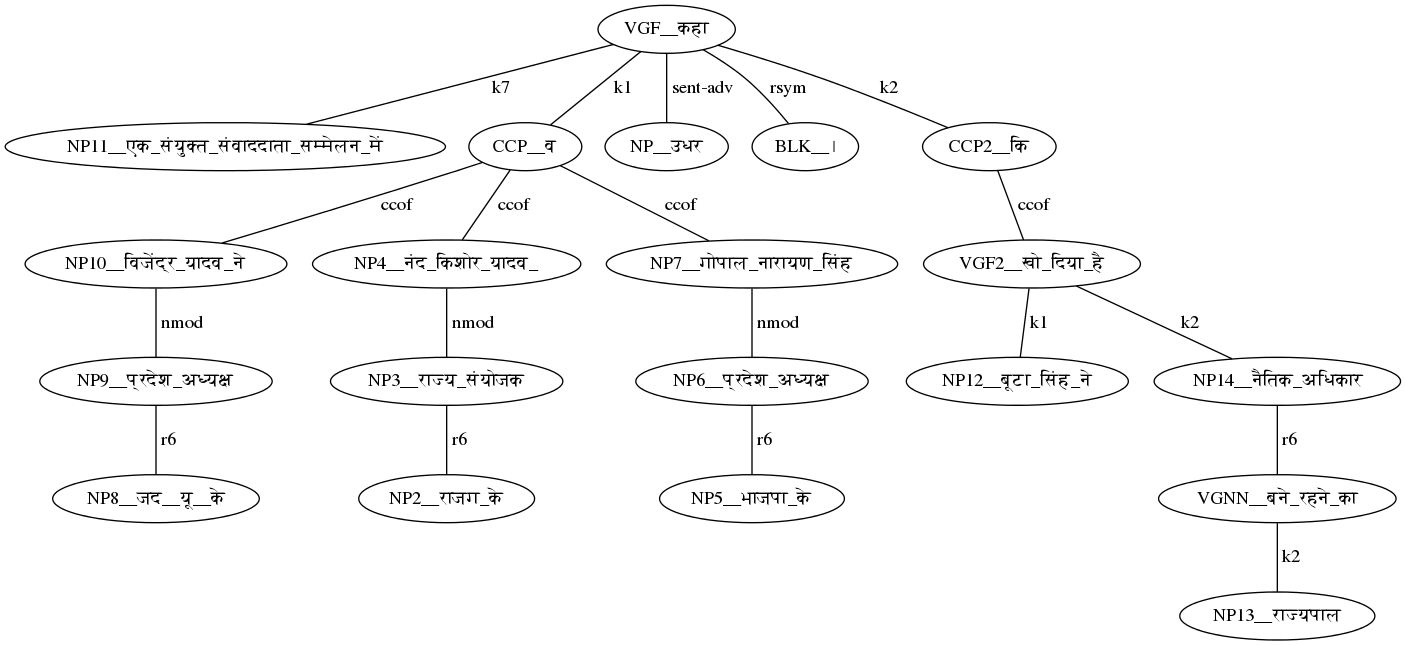 VGF__कहा
k7
k1
sent-adv
rsym
k2
NP11__एक_संयुक्त_संवाददाता_सम्मेलन_में
CCP__व
NP__उधर
BLK__।
CCP2__कि
ccof
ccof
ccof
ccof
NP10__विजेंद्र_यादव_ने
NP4__नंद_किशोर_यादव_
NP7__गोपाल_नारायण_सिंह
VGF2__खो_दिया_है
nmod
nmod
nmod
k1
k2
NP9__प्रदेश_अध्यक्ष
NP3__राज्य_संयोजक
NP6__प्रदेश_अध्यक्ष
NP12__बूटा_सिंह_ने
NP14__नैतिक_अधिकार
r6
r6
r6
r6
NP8__जद__यू__के
NP2__राजग_के
NP5__भाजपा_के
VGNN__बने_रहने_का
k2
NP13__राज्यपाल